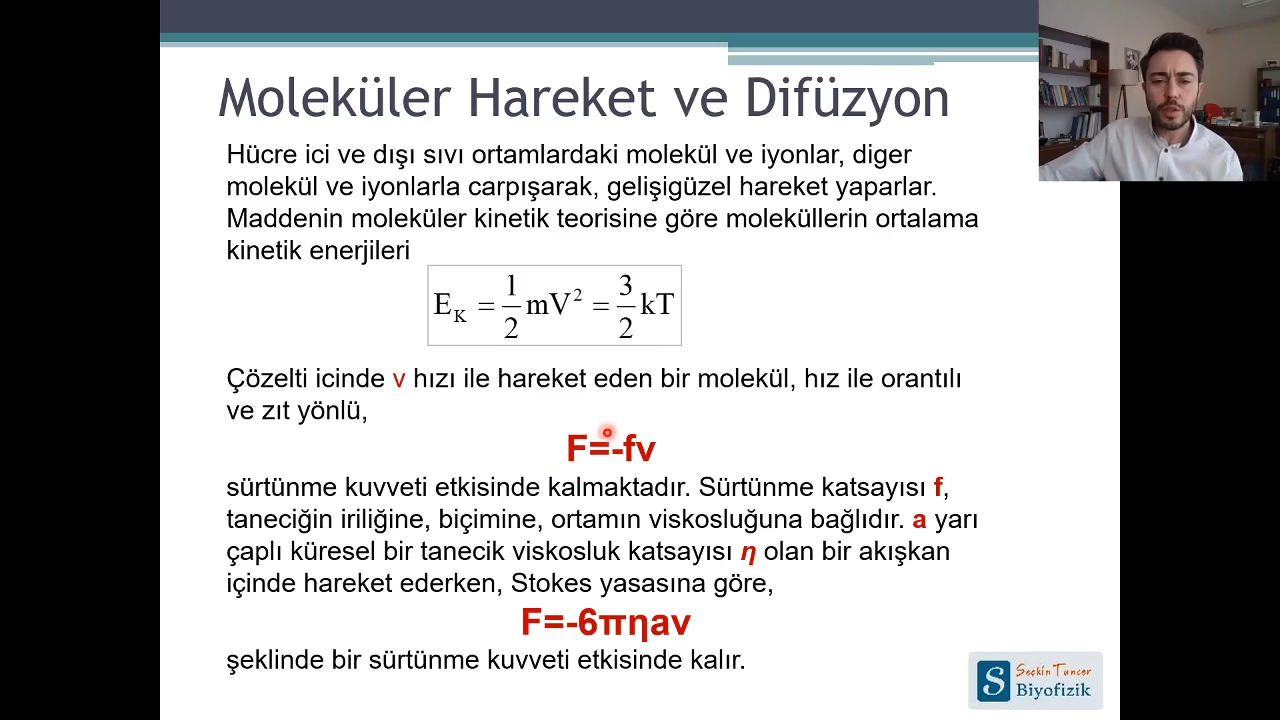 Moleküler Hareket ve Difüzyon
Hücre ici ve dışı sıvı ortamlardaki molekül ve iyonlar, diger
molekül ve iyonlarla carpışarak, gelişigüzel hareket yaparlar.
Maddenin moleküler kinetik teorisine göre moleküllerin ortalama
kinetik enerjileri
E_K = 1/2 mV² = 3/2 kT
Çözelti icinde v hızı ile hareket eden bir molekül, hız ile orantılı
ve zıt yönlü,
F=-fv
sürtünme kuvveti etkisinde kalmaktadır. Sürtünme katsayısı f,
taneciğin iriliğine, biçimine, ortamın viskosluğuna bağlıdır. a yarı
çaplı küresel bir tanecik viskosluk katsayısı η olan bir akışkan
içinde hareket ederken, Stokes yasasına göre,
F=-6πηav
şeklinde bir sürtünme kuvveti etkisinde kalır.
S
Seçkin Tuncer
Biyofizik